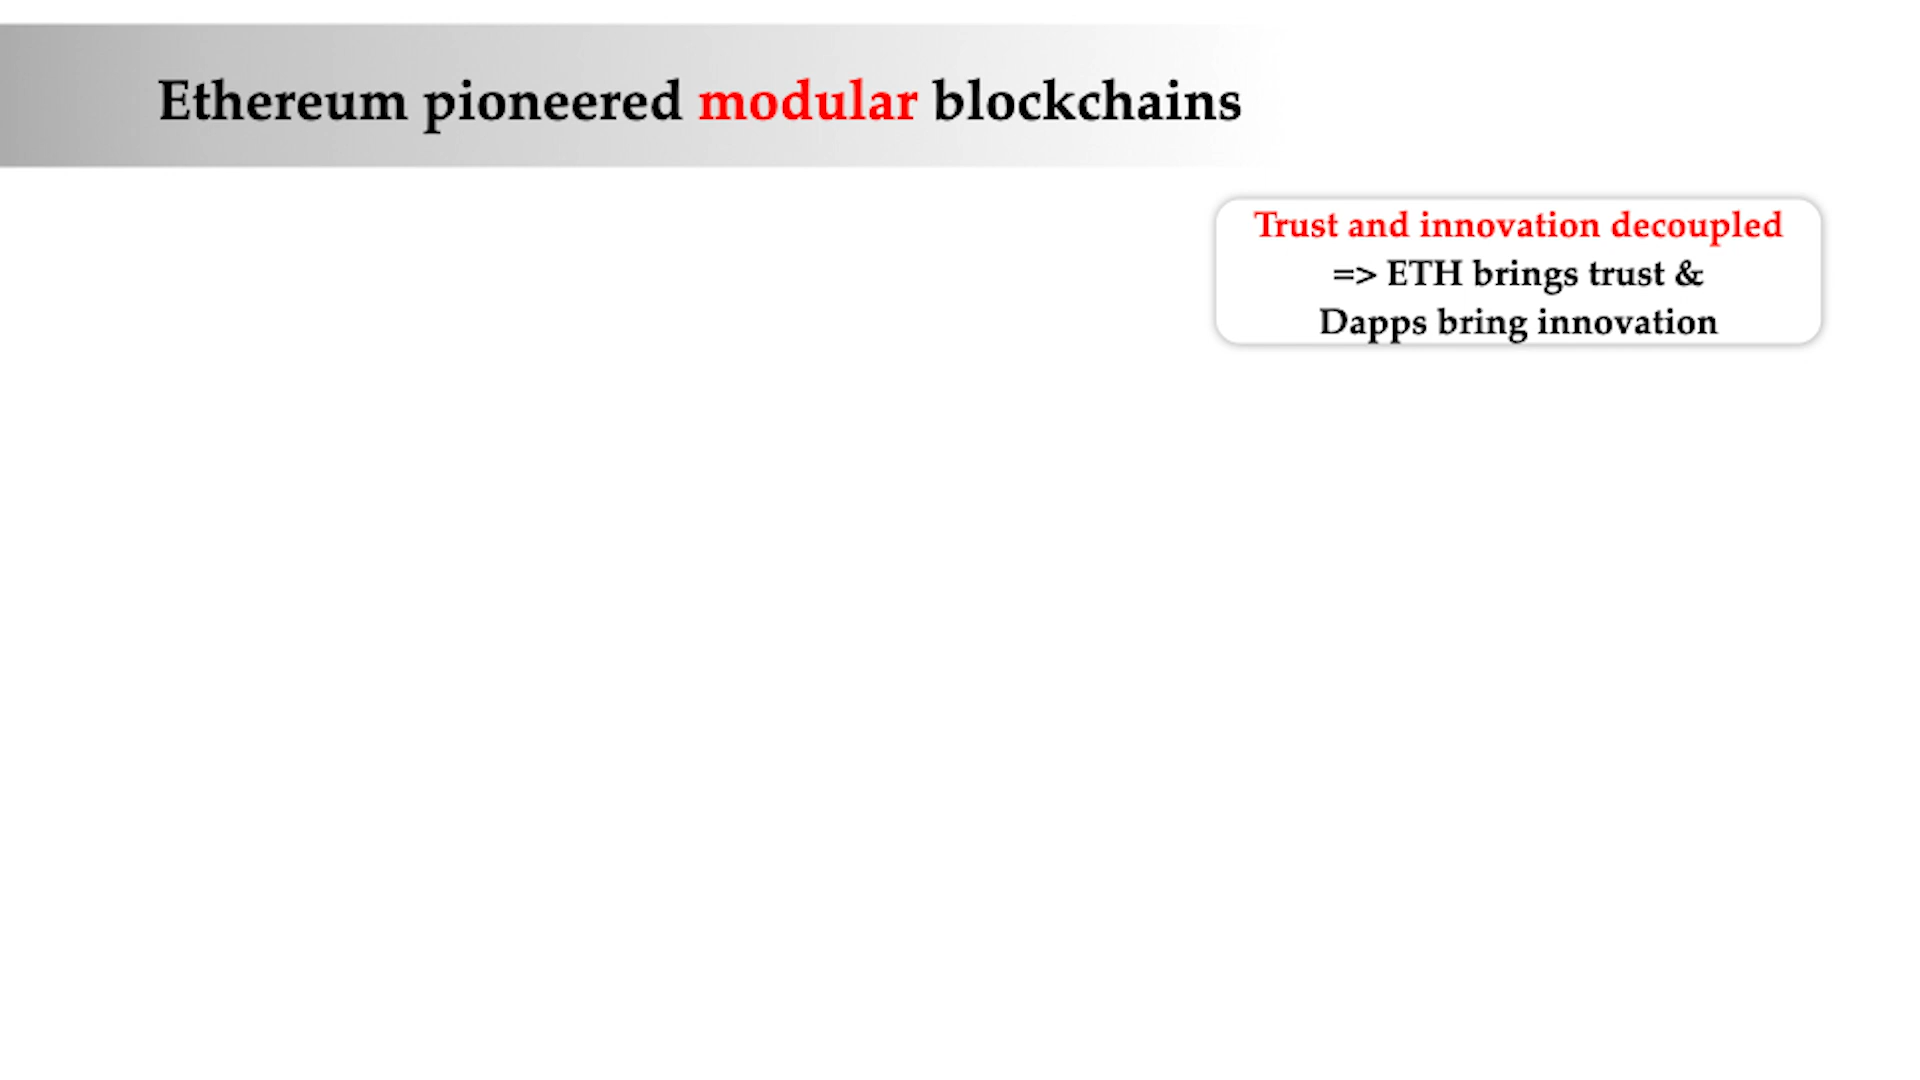 Ethereum pioneered modular blockchains
Trust and innovation decoupled
=> ETH brings trust &
Dapps bring innovation